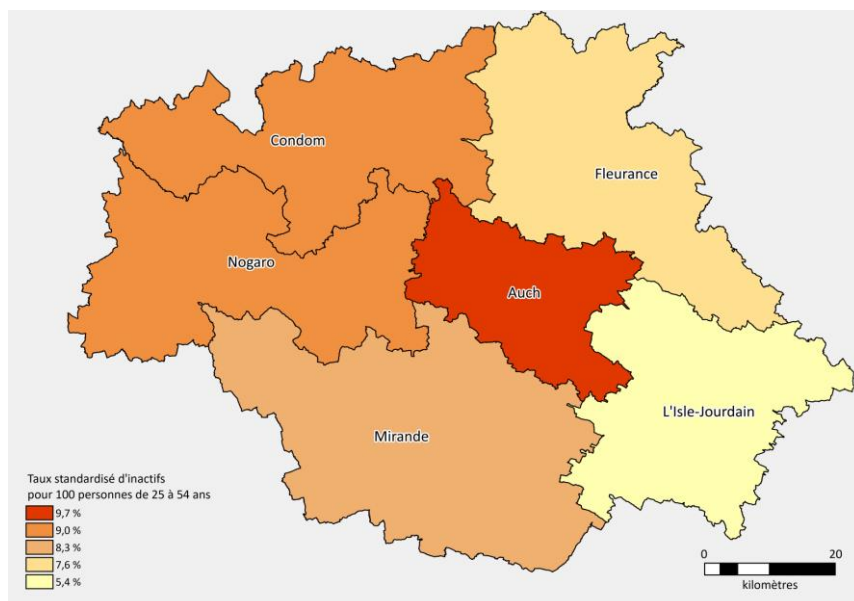 Condom
Fleurance
Nogaro
Auch
L'Isle-Jourdain
Mirande
Taux standardisé d'inactifs
pour 100 personnes de 25 à 54 ans
9,7 %
9,0 %
8,3 %
7,6 %
5,4 %
0 20
kilomètres